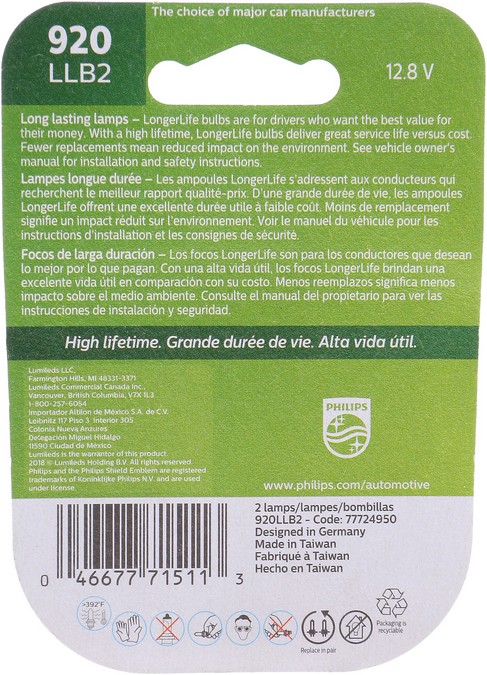 The choice of major car manufacturers
920
LLB2
12.8 V
Long lasting lamps – LongerLife bulbs are for drivers who want the best value for
their money. With a high lifetime, LongerLife bulbs deliver great service life versus cost.
Fewer replacements mean reduced impact on the environment. See vehicle owner's
manual for installation and safety instructions.
Lampes longue durée – Les ampoules LongerLife s'adressent aux conducteurs qui
recherchent le meilleur rapport qualité-prix. D'une grande durée de vie, les ampoules
LongerLife offrent une excellente durée utile à faible coût. Moins de remplacement
signifie un impact réduit sur l'environnement. Voir le manuel du véhicule pour les
instructions d'installation et les consignes de sécurité.
Focos de larga duración – Los focos LongerLife son para los conductores que desean
lo mejor por lo que pagan. Con una alta vida útil, los focos LongerLife brindan una
excelente vida útil en comparación con su costo. Menos reemplazos significa menos
impacto sobre el medio ambiente. Consulte el manual del propietario para ver las
instrucciones de instalación y seguridad.
High lifetime. Grande durée de vie. Alta vida útil.
Lumileds LLC,
Farmington Hills, MI 48331-3371
Lumileds Commercial Canada Inc.,
Vancouver, British Columbia, V7X 1L3
1-800-257-6054
Importador Altilon de México S.A. de C.V.
Leibnitz 117 Piso 3 Interior 305
Colonia Nueva Anzures
Delegación Miguel Hidalgo
11590 Ciudad de México
Lumileds is the warrantor of this product.
2018 © Lumileds Holding B.V. All rights reserved.
Philips and the Philips Shield Emblem are registered
trademarks of Koninklijke Philips N.V. and are used
under license.
PHILIPS
www.philips.com/automotive
2 lamps/lampes/bombillas
920LLB2 - Code: 77724950
Designed in Germany
Made in Taiwan
Fabriqué à Taiwan
Hecho en Taiwan
0 46677 71511 3
>392°F
Replace in pair
Packaging is
recyclable